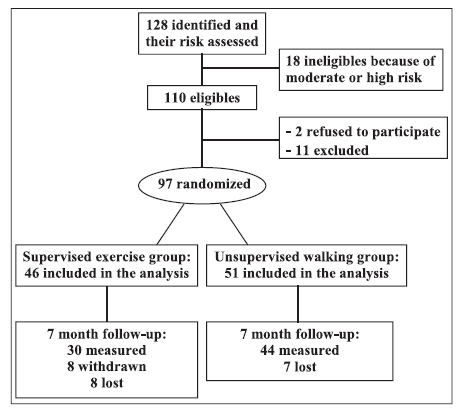 128 identified and
their risk assessed
18 ineligibles because of
moderate or high risk
110 eligibles
- 2 refused to participate
- 11 excluded
97 randomized
Supervised exercise group:
46 included in the analysis
Unsupervised walking group:
51 included in the analysis
7 month follow-up:
30 measured
8 withdrawn
8 lost
7 month follow-up:
44 measured
7 lost